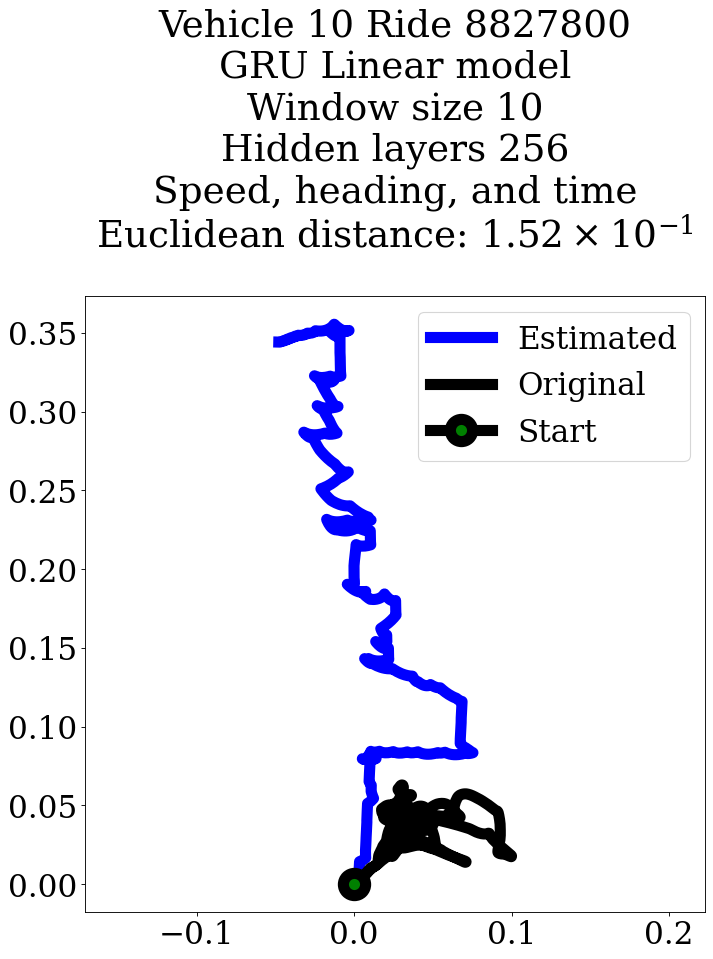 Vehicle 10 Ride 8827800
GRU Linear model
Window size 10
Hidden layers 256
Speed, heading, and time
Euclidean distance: 1.52 × 10⁻¹
Estimated
Original
Start
0.35
0.30
0.25
0.20
0.15
0.10
0.05
0.00
−0.1
0.0
0.1
0.2